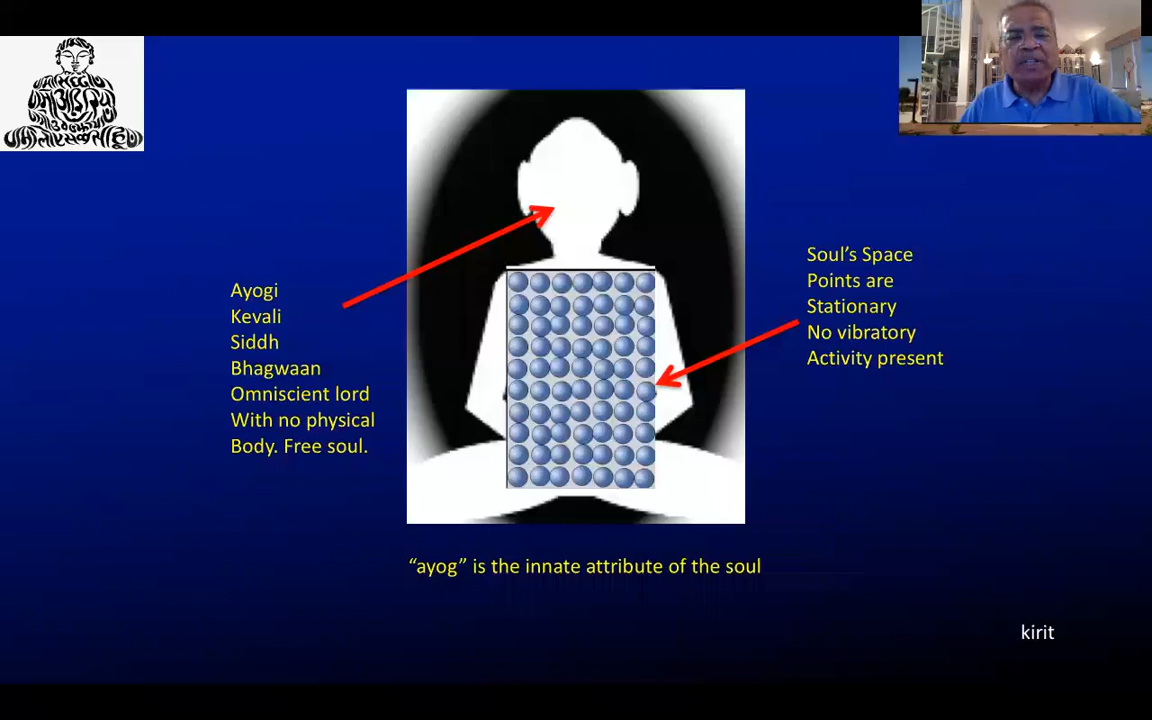 Ayogi
Kevali
Siddh
Bhagwaan
Omniscient lord
With no physical
Body. Free soul.
Soul’s Space
Points are
Stationary
No vibratory
Activity present
“ayog” is the innate attribute of the soul
kirit